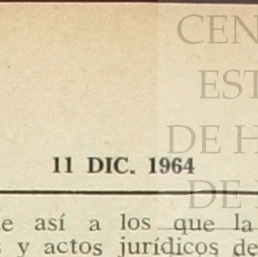 CEN
EST
DE H
11 DIC. 1964
DE
e así a los que la
s y actos jurídicos de